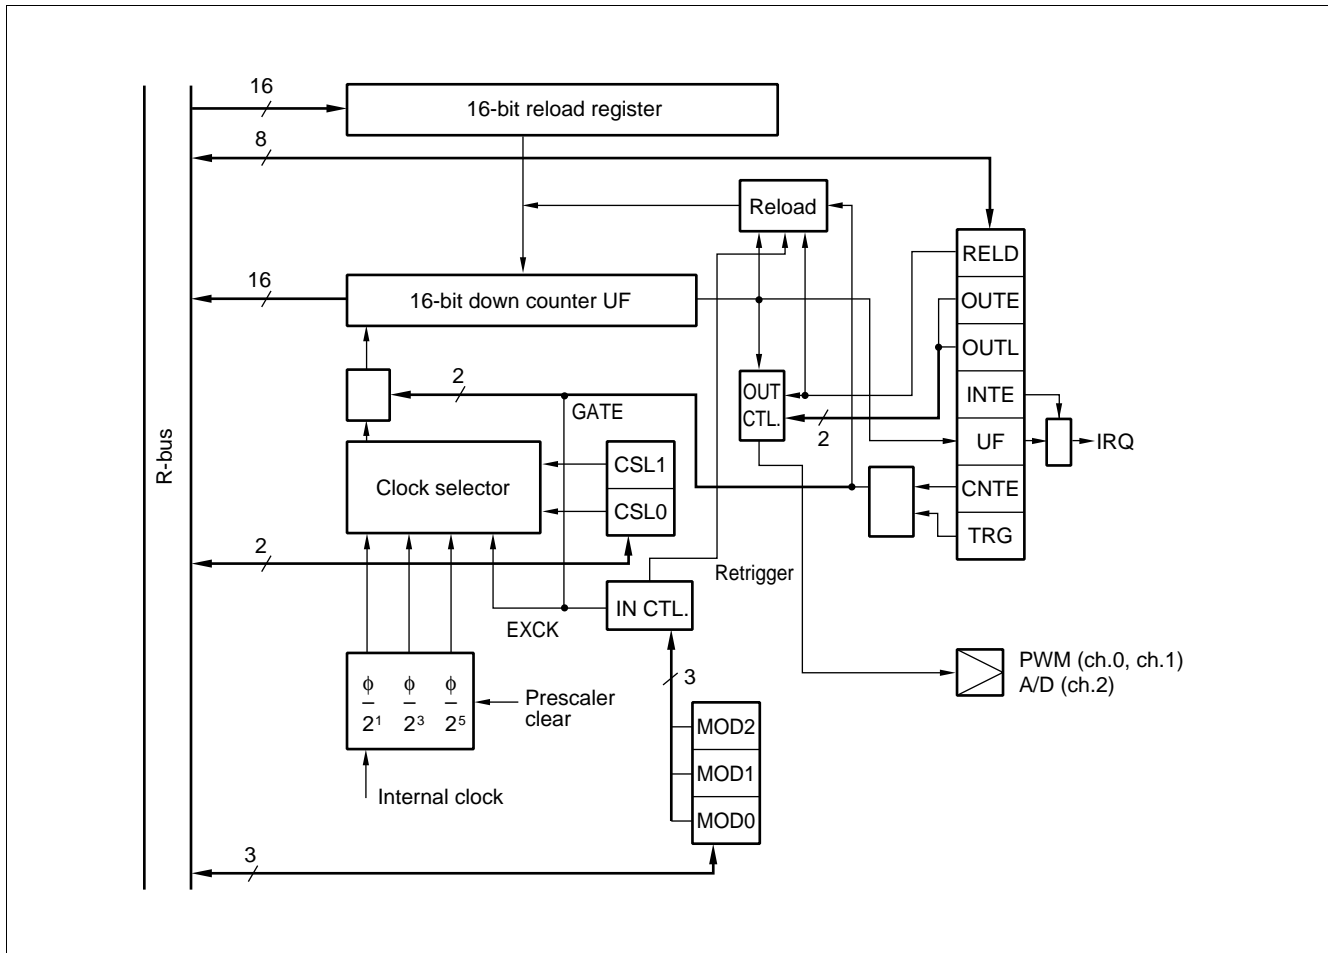 16
16-bit reload register
8
Reload
RELD
16
16-bit down counter UF
OUTE
OUTL
2
OUT
CTL.
INTE
GATE
2
UF
IRQ
R-bus
Clock selector
CSL1
CSL0
CNTE
TRG
2
Retrigger
IN CTL.
EXCK
PWM (ch.0, ch.1)
A/D (ch.2)
3
ϕ ϕ ϕ
2¹ 2³ 2⁵
Prescaler
clear
MOD2
MOD1
MOD0
Internal clock
3